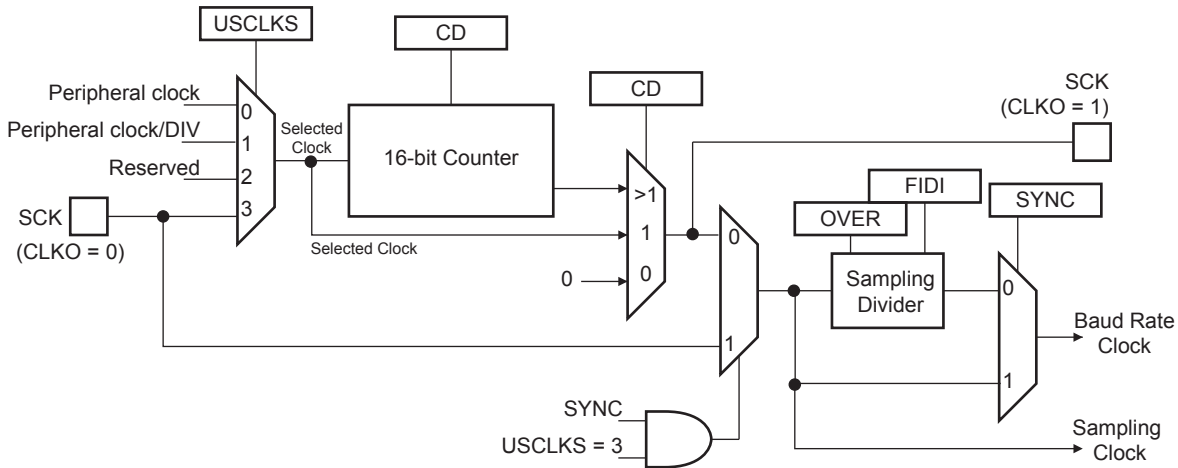 USCLKS
CD
CD
SCK
(CLKO = 1)
Peripheral clock
0
Peripheral clock/DIV
1
Reserved
2
3
SCK
(CLKO = 0)
Selected
Clock
16-bit Counter
Selected Clock
>1
1
0
0
0
1
FIDI
OVER
SYNC
Sampling
Divider
0
1
Baud Rate
Clock
SYNC
USCLKS = 3
Sampling
Clock